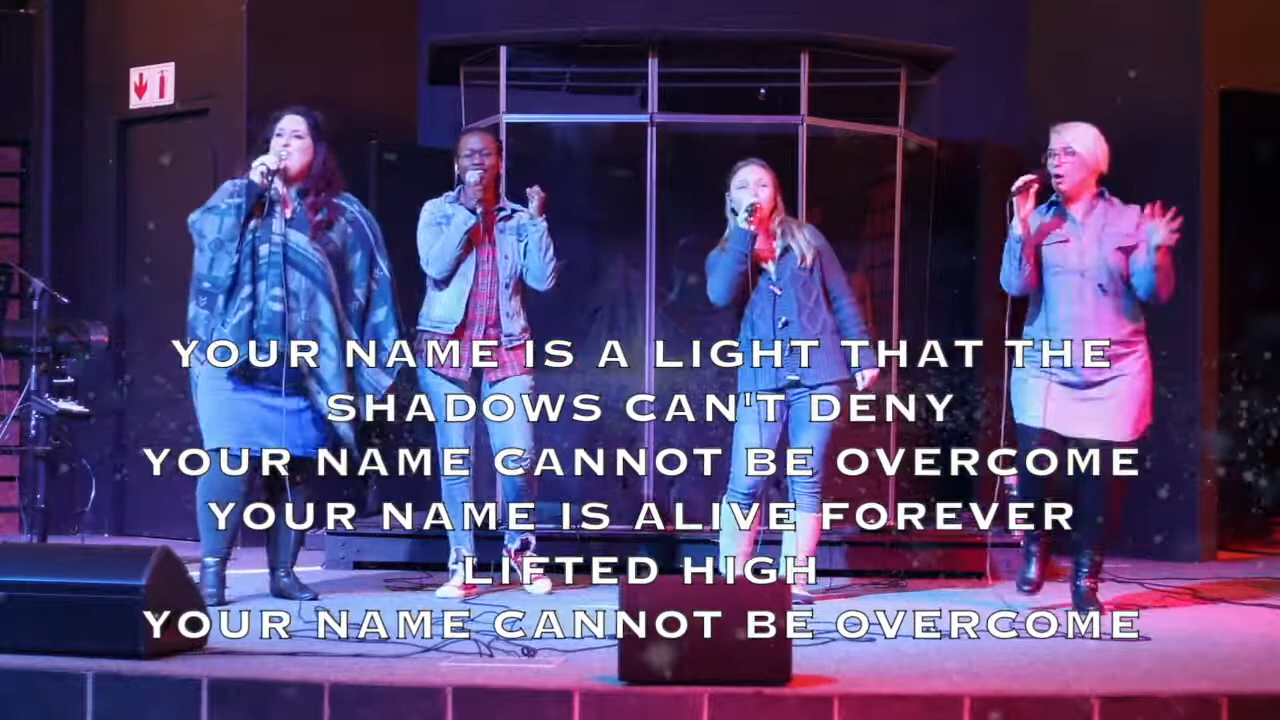 YOUR NAME IS A LIGHT THAT THE
SHADOWS CAN'T DENY
YOUR NAME CANNOT BE OVERCOME
YOUR NAME IS ALIVE FOREVER
LIFTED HIGH
YOUR NAME CANNOT BE OVERCOME